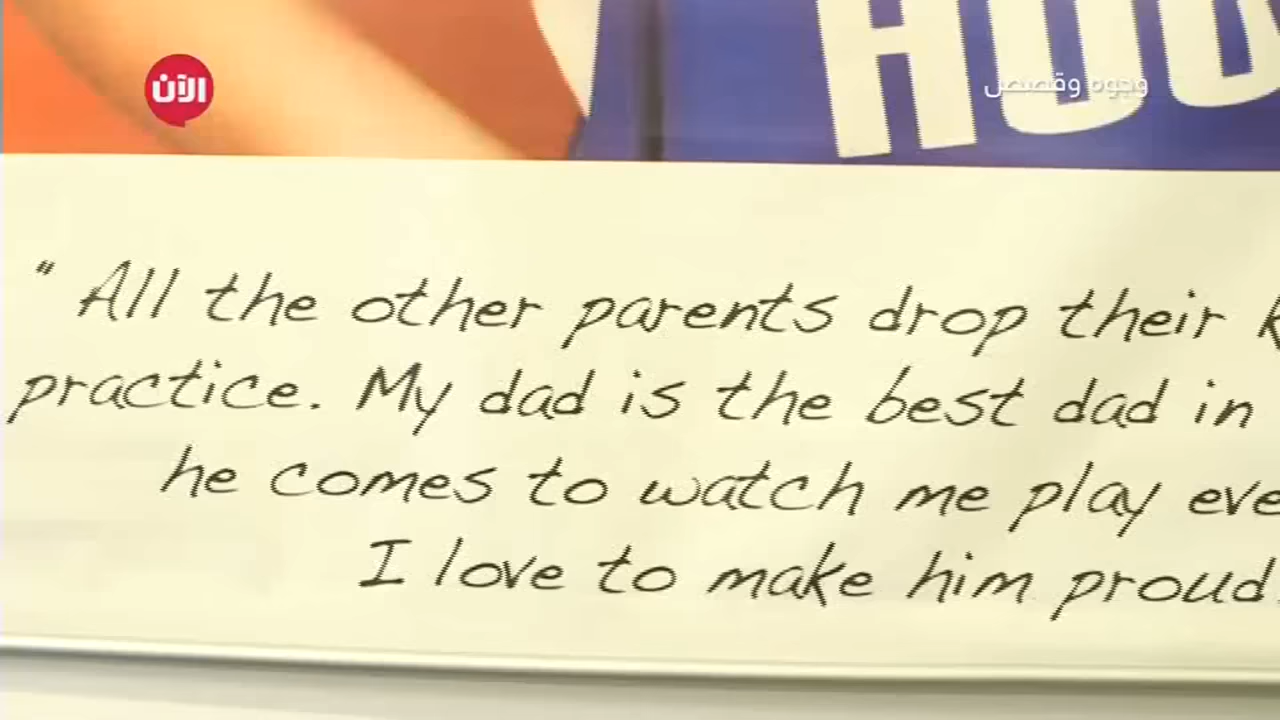 الآن
وجوه وقصص
" All the other parents drop their
practice. My dad is the best dad in
he comes to watch me play eve
I love to make him proud.